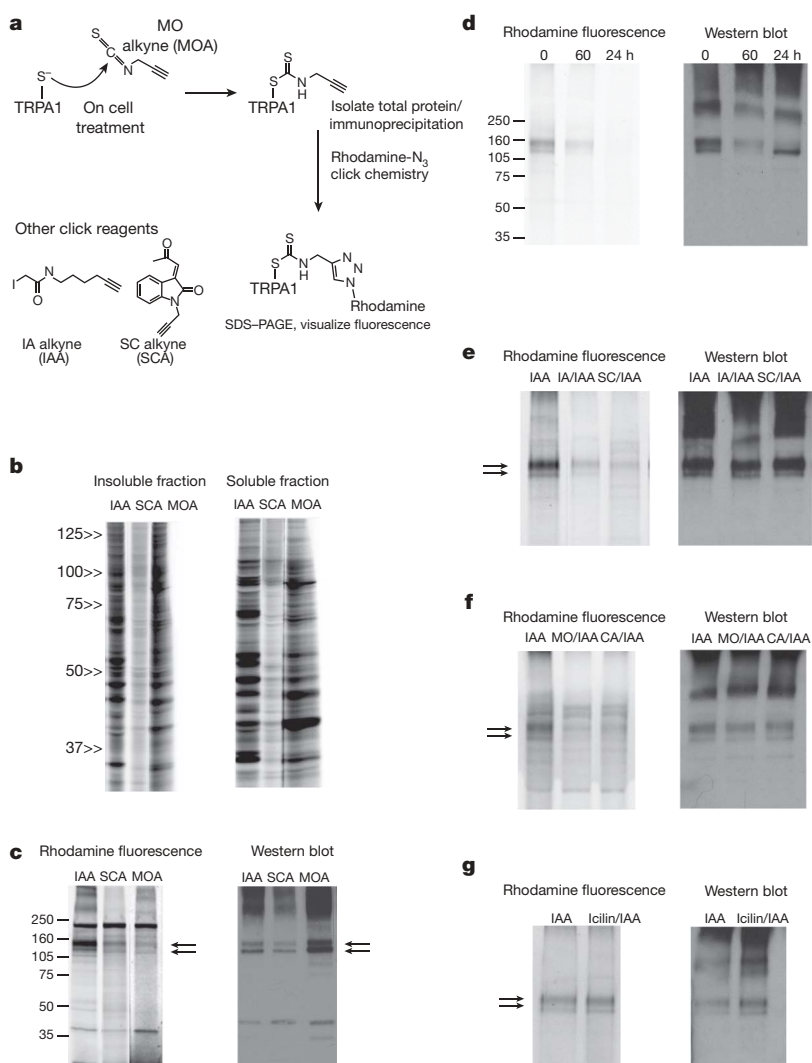 a
MO
alkyne (MOA)
S
C
N
S–
TRPA1
On cell
treatment
S
S
N
H
TRPA1
Isolate total protein/
immunoprecipitation
Rhodamine-N3
click chemistry
Other click reagents
I
O
N
O
O
N
IA alkyne
(IAA)
SC alkyne
(SCA)
S
S
N
H
N
N
N
TRPA1
Rhodamine
SDS–PAGE, visualize fluorescence
b
Insoluble fraction
Soluble fraction
IAA SCA MOA
IAA SCA MOA
125>>
100>>
75>>
50>>
37>>
c
Rhodamine fluorescence
Western blot
IAA SCA MOA
IAA SCA MOA
250
160
105
75
50
35
d
Rhodamine fluorescence
Western blot
0 60 24 h
0 60 24 h
250
160
105
75
50
35
e
Rhodamine fluorescence
Western blot
IAA IA/IAA SC/IAA
IAA IA/IAA SC/IAA
f
Rhodamine fluorescence
Western blot
IAA MO/IAA CA/IAA
IAA MO/IAA CA/IAA
g
Rhodamine fluorescence
Western blot
IAA Icilin/IAA
IAA Icilin/IAA